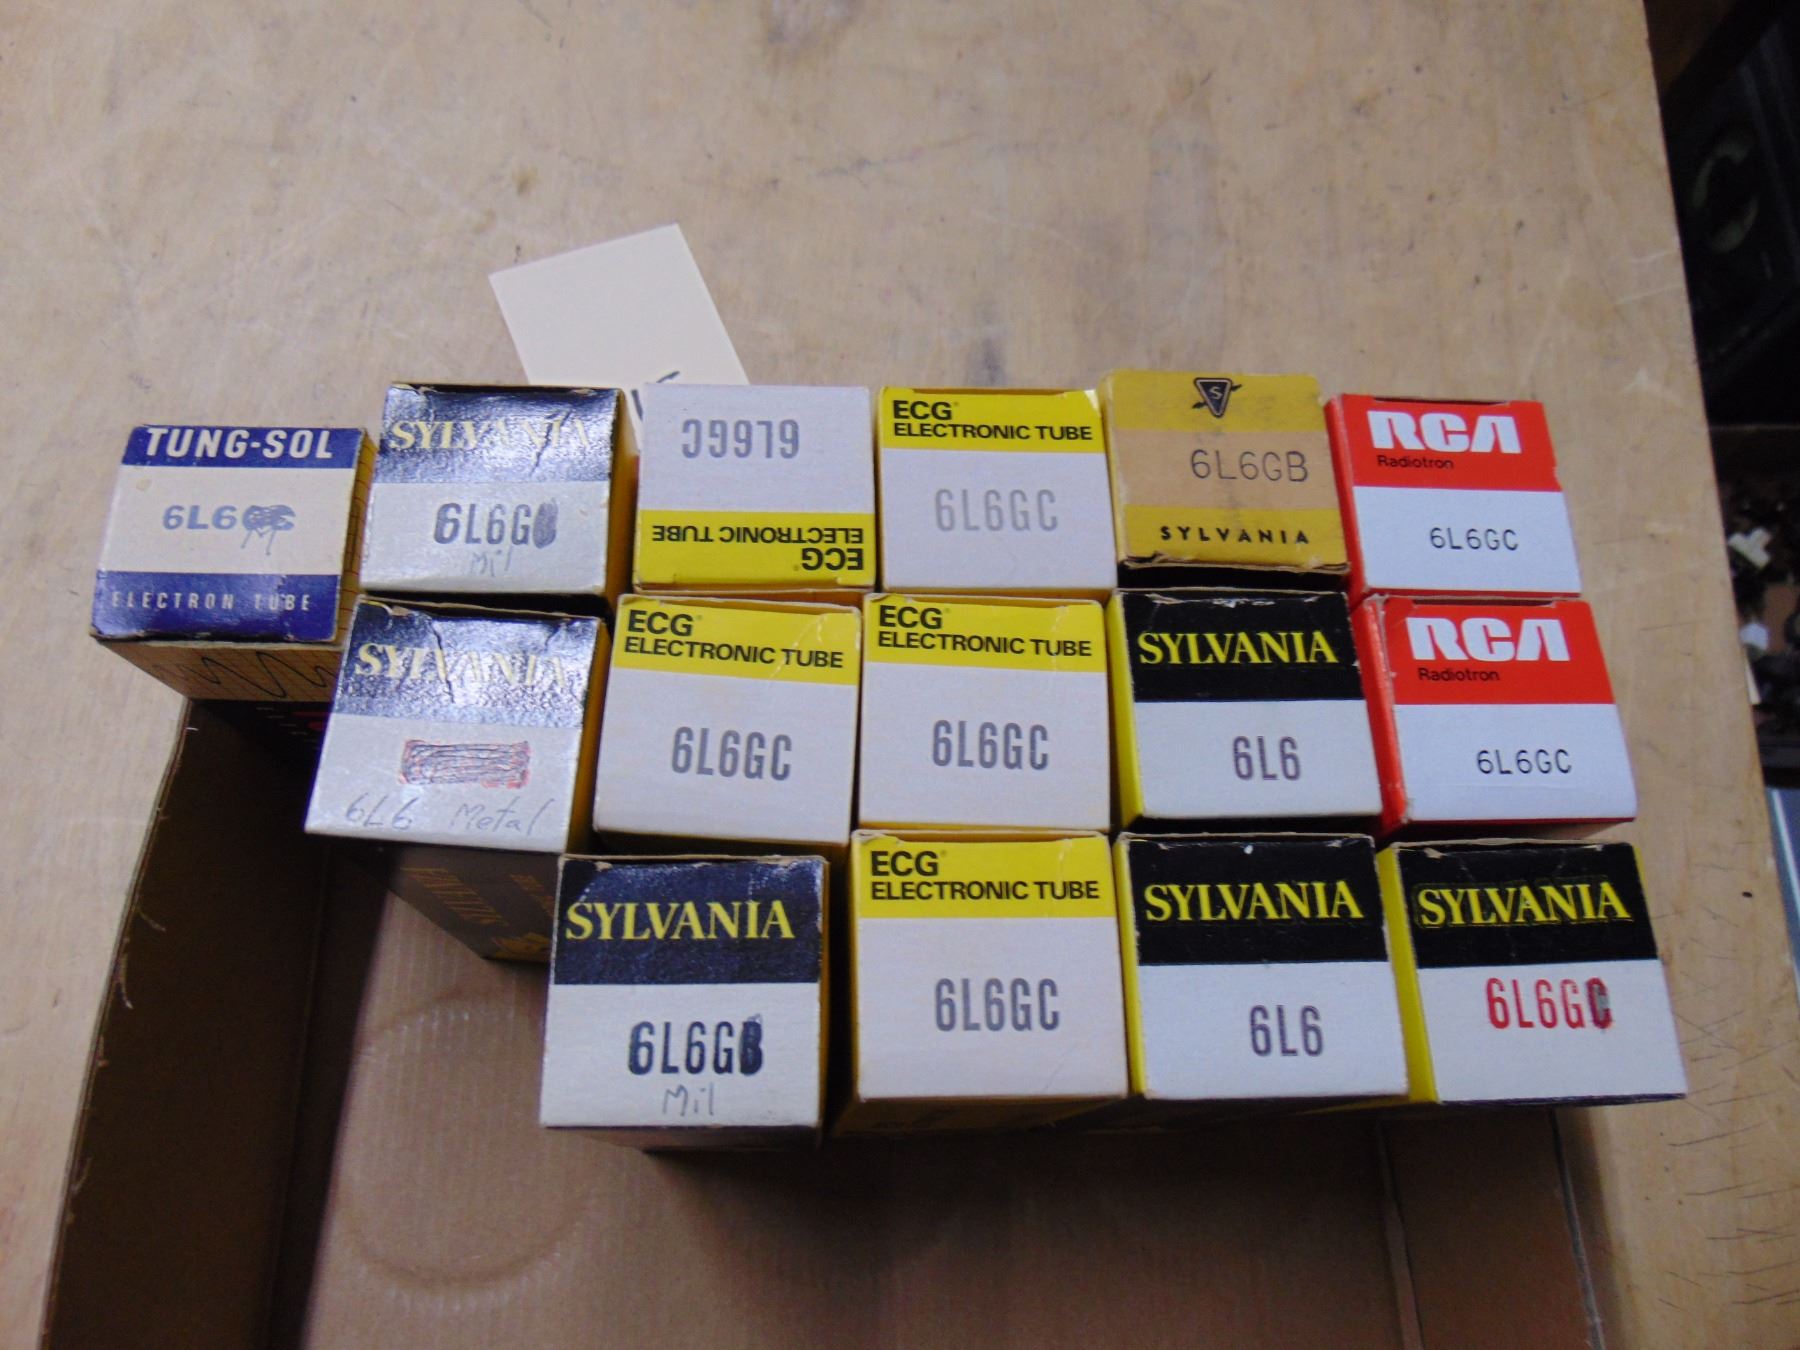 TUNG-SOL
6L6
ELECTRON TUBE
SYLVANIA
6L6G
Mil
6L6GC
ECG
ELECTRONIC TUBE
ECG
ELECTRONIC TUBE
6L6GC
S
6L6GB
SYLVANIA
RCA
Radiotron
6L6GC
SYLVANIA
6L6 Metal
ECG
ELECTRONIC TUBE
6L6GC
ECG
ELECTRONIC TUBE
6L6GC
SYLVANIA
6L6
RCA
Radiotron
6L6GC
SYLVANIA
6L6GB
Mil
ECG
ELECTRONIC TUBE
6L6GC
SYLVANIA
6L6
SYLVANIA
6L6GC